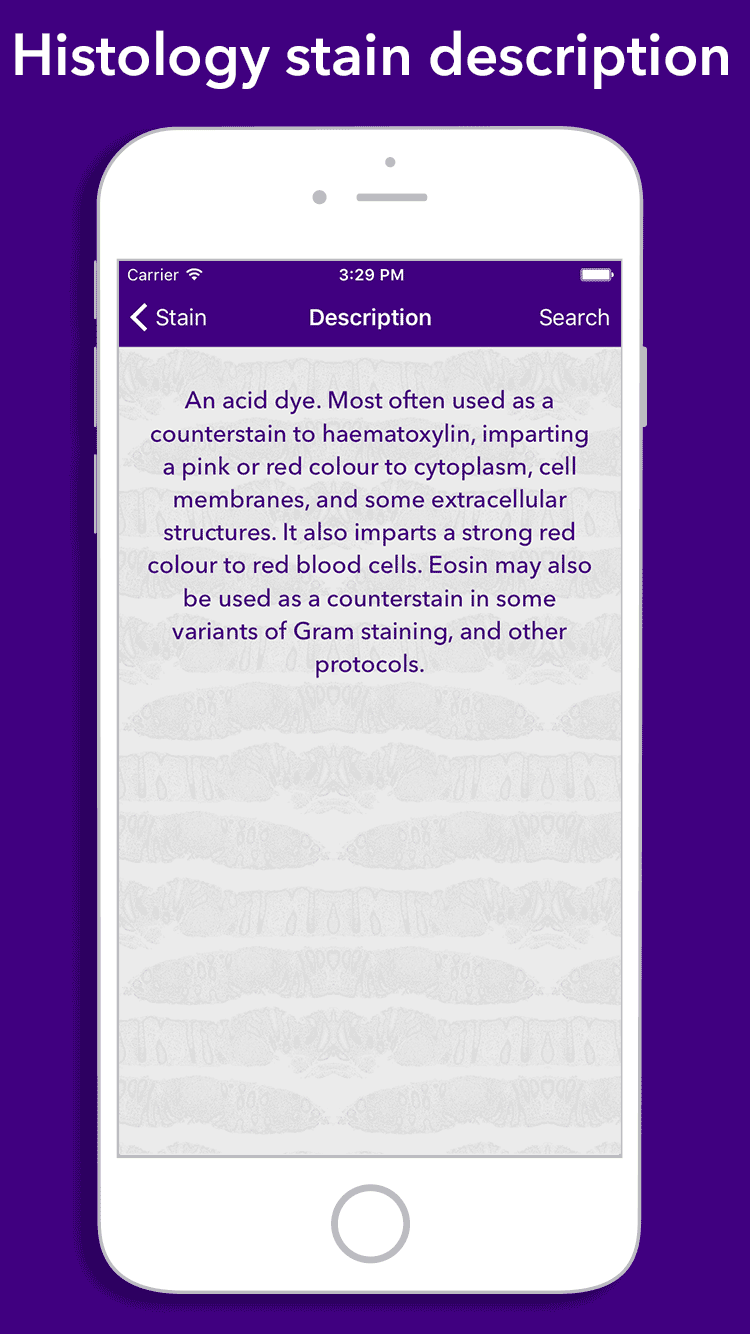 Histology stain description
Carrier 3:29 PM
Stain Description Search
An acid dye. Most often used as a
counterstain to haematoxylin, imparting
a pink or red colour to cytoplasm, cell
membranes, and some extracellular
structures. It also imparts a strong red
colour to red blood cells. Eosin may also
be used as a counterstain in some
variants of Gram staining, and other
protocols.